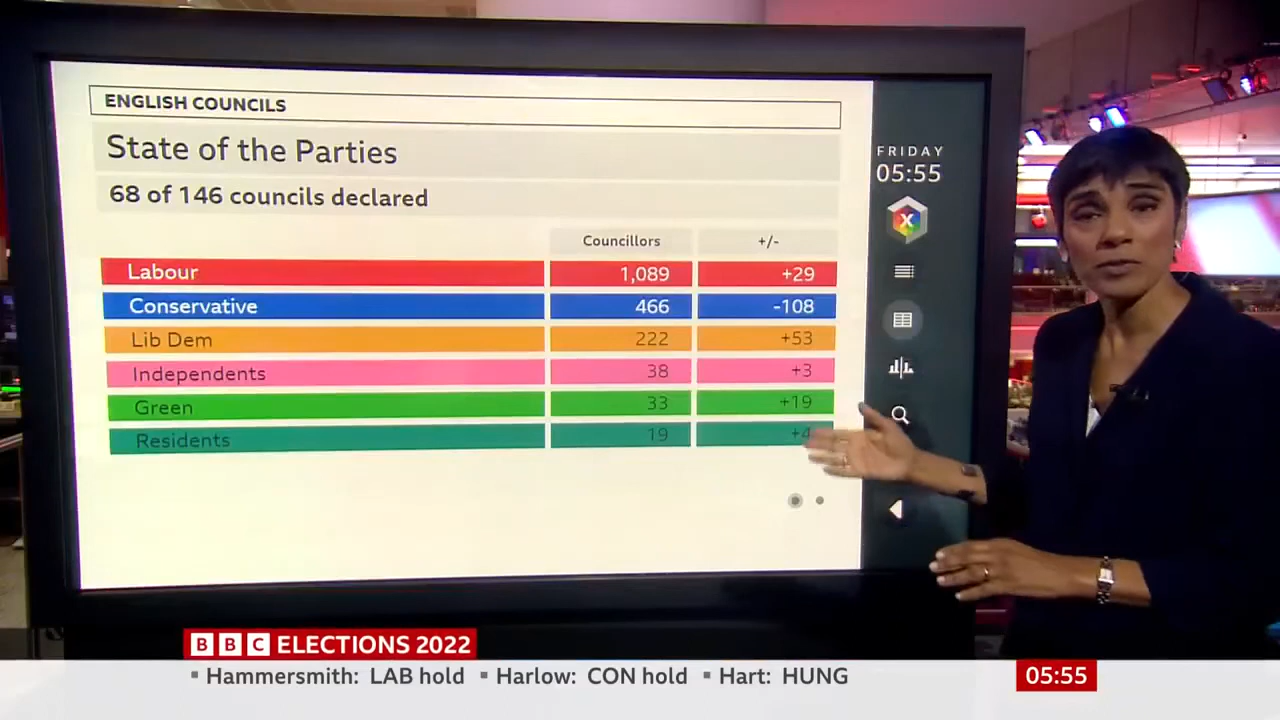 ENGLISH COUNCILS
State of the Parties
68 of 146 councils declared
Councillors +/-
Labour 1,089 +29
Conservative 466 -108
Lib Dem 222 +53
Independents 38 +3
Green 33 +19
Residents 19 +4
FRIDAY
05:55
X
BBC ELECTIONS 2022
Hammersmith: LAB hold Harlow: CON hold Hart: HUNG
05:55